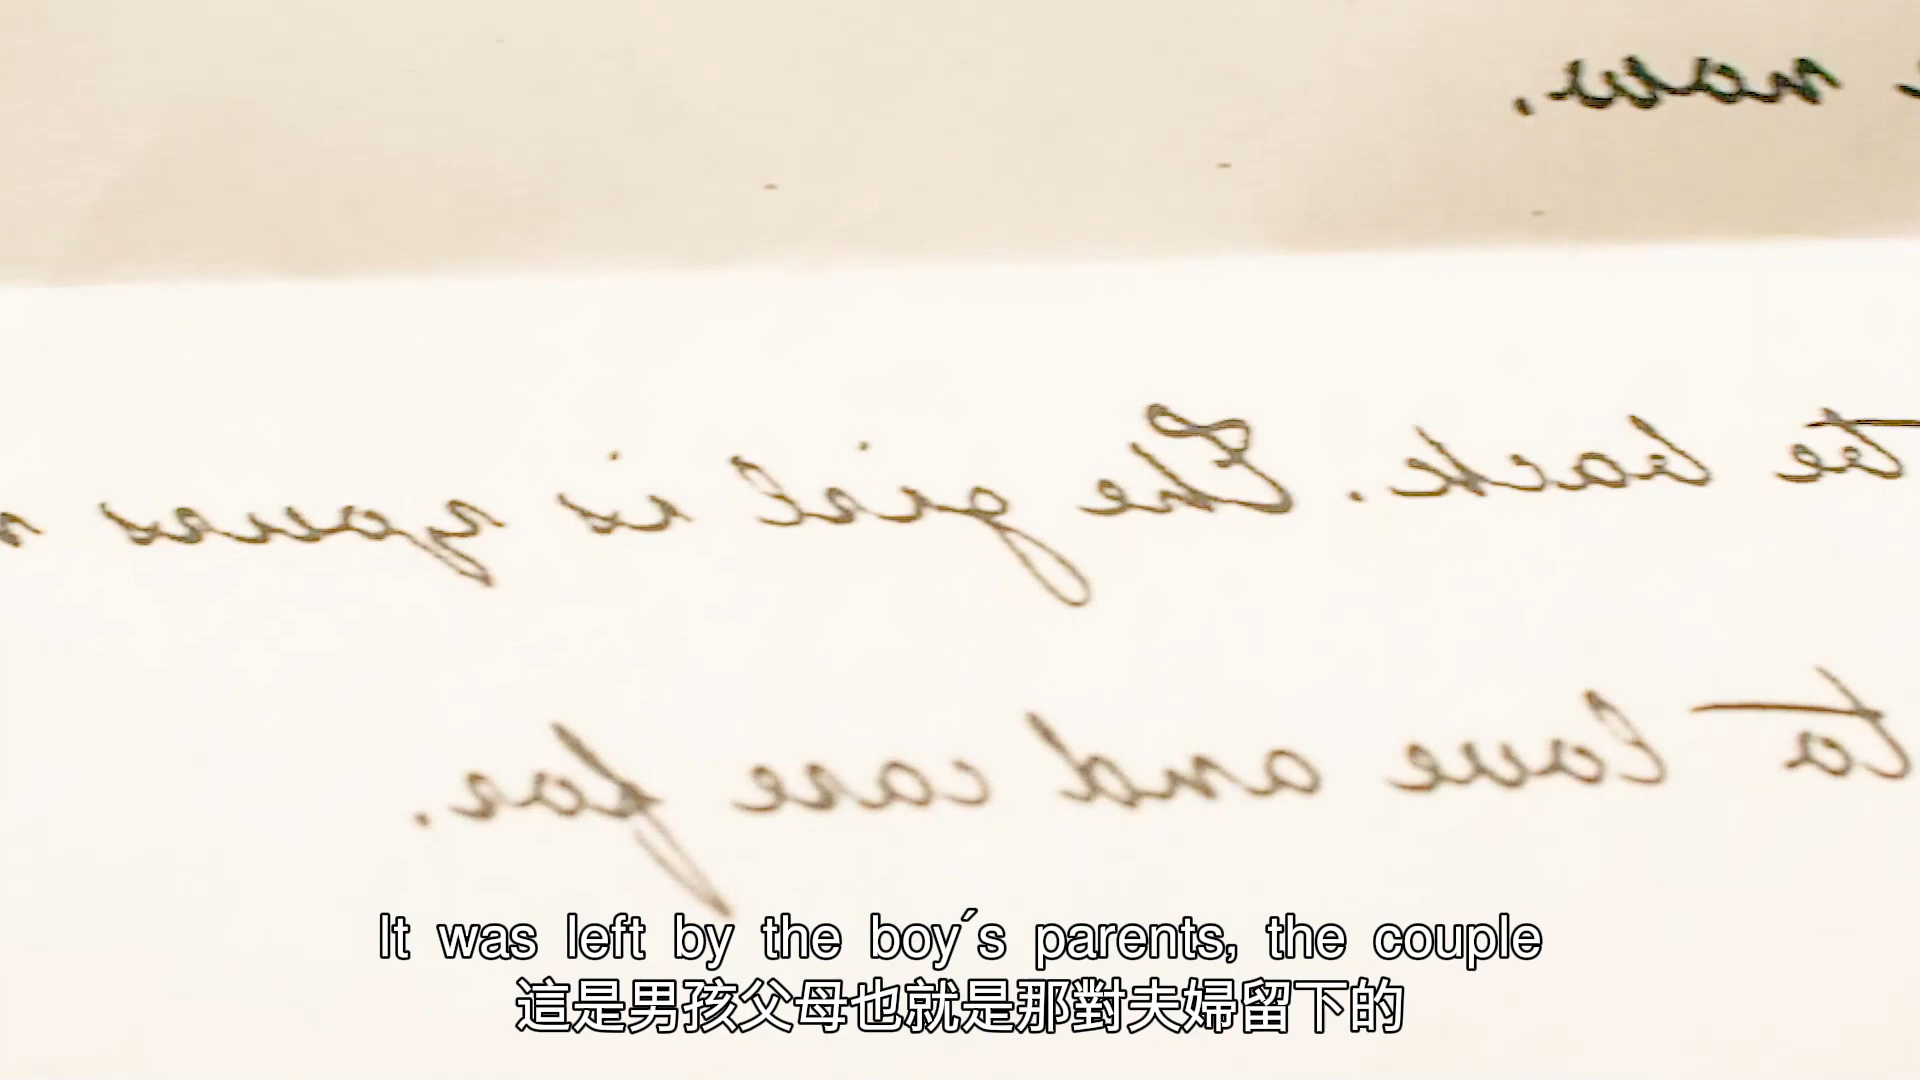 back. The girl is yours
to love and care for.
It was left by the boy´s parents, the couple
這是男孩父母也就是那對夫婦留下的